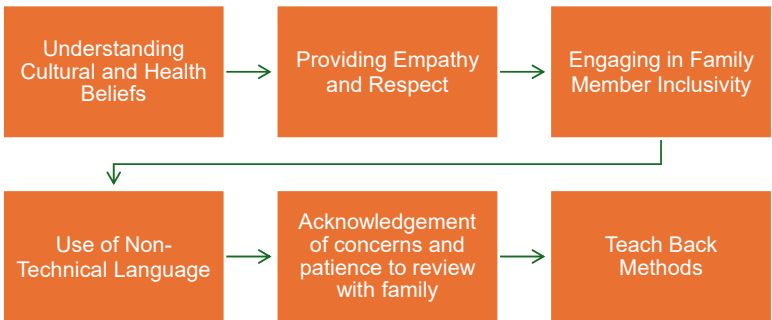 Understanding
Cultural and Health
Beliefs
Providing Empathy
and Respect
Engaging in Family
Member Inclusivity
Use of Non-
Technical Language
Acknowledgement
of concerns and
patience to review
with family
Teach Back
Methods